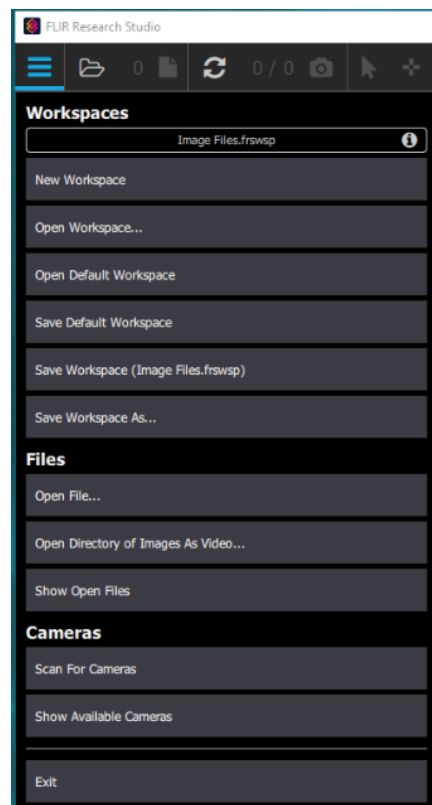 FLIR Research Studio
0 0 / 0
Workspaces
Image Files.frswsp
New Workspace
Open Workspace...
Open Default Workspace
Save Default Workspace
Save Workspace (Image Files.frswsp)
Save Workspace As...
Files
Open File...
Open Directory of Images As Video...
Show Open Files
Cameras
Scan For Cameras
Show Available Cameras
Exit